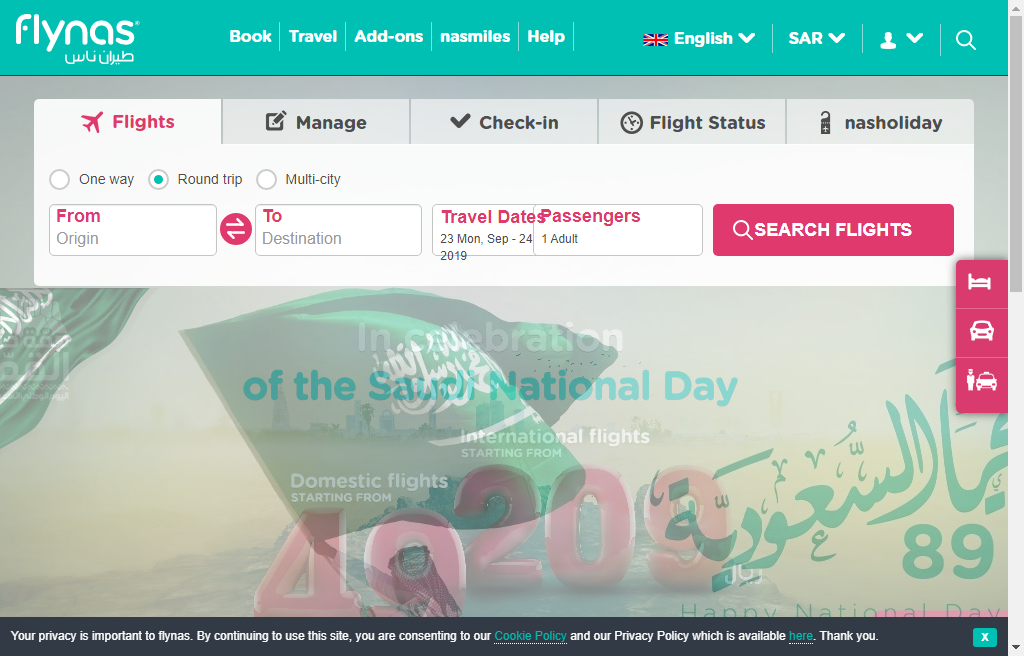 flynas
طيران ناس
Book
Travel
Add-ons
nasmiles
Help
English
SAR
Flights
Manage
Check-in
Flight Status
nasholiday
One way
Round trip
Multi-city
From
Origin
To
Destination
Travel Dates
23 Mon, Sep - 24
2019
Passengers
1 Adult
SEARCH FLIGHTS
In celebration
of the Saudi National Day
International flights
STARTING FROM
Domestic flights
STARTING FROM
49
209
ريال
السعودية
89
Happy National Day
Your privacy is important to flynas. By continuing to use this site, you are consenting to our Cookie Policy and our Privacy Policy which is available here. Thank you.
X